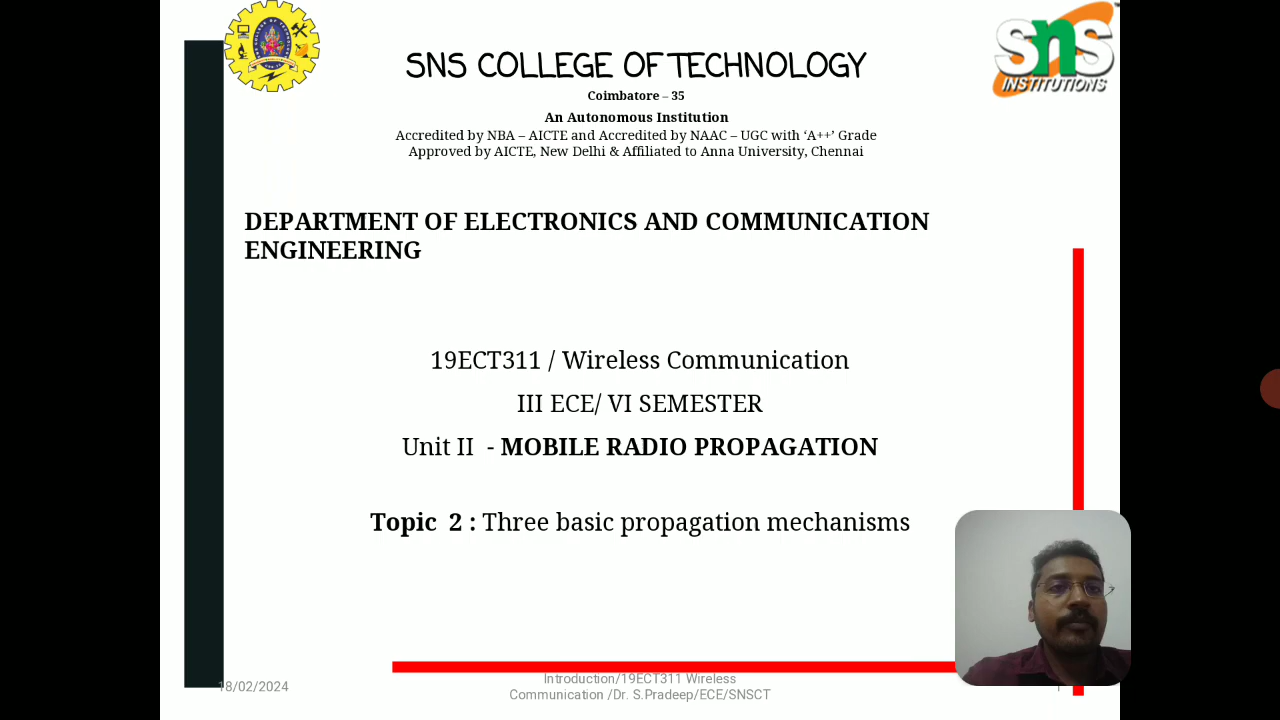 SNS COLLEGE OF TECHNOLOGY
Coimbatore – 35
An Autonomous Institution
Accredited by NBA – AICTE and Accredited by NAAC – UGC with ‘A++’ Grade
Approved by AICTE, New Delhi & Affiliated to Anna University, Chennai
sns
INSTITUTIONS
DEPARTMENT OF ELECTRONICS AND COMMUNICATION
ENGINEERING
19ECT311 / Wireless Communication
III ECE/ VI SEMESTER
Unit II - MOBILE RADIO PROPAGATION
Topic 2 : Three basic propagation mechanisms
18/02/2024
Introduction/19ECT311 Wireless
Communication /Dr. S.Pradeep/ECE/SNSCT
1